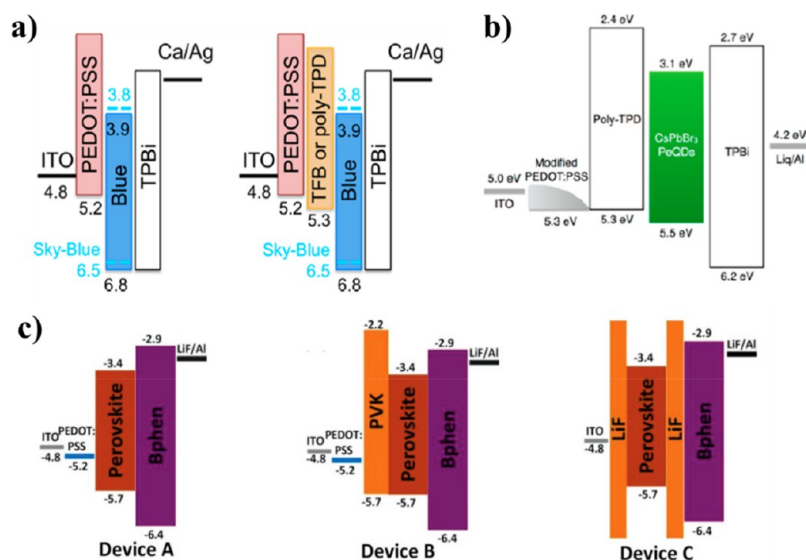 a)
PEDOT:PSS
Ca/Ag
3.8
3.9
ITO
4.8
Blue
TPBi
5.2
Sky-Blue
6.5
6.8
PEDOT:PSS
TFB or poly-TPD
Ca/Ag
3.8
3.9
ITO
4.8
Blue
TPBi
5.2
5.3
Sky-Blue
6.5
6.8
b)
2.4 eV
2.7 eV
3.1 eV
Poly-TPD
CsPbBr3
PeQDs
TPBi
4.2 eV
Liq/Al
5.0 eV
ITO
Modified
PEDOT:PSS
5.3 eV
5.3 eV
5.5 eV
6.2 eV
c)
-2.9
LiF/Al
-3.4
Perovskite
Bphen
ITO
-4.8
PEDOT:
PSS
-5.2
-5.7
-6.4
Device A
-2.2
-2.9
LiF/Al
-3.4
PVK
Perovskite
Bphen
ITO
-4.8
PEDOT:
PSS
-5.2
-5.7
-5.7
-6.4
Device B
-2.9
LiF/Al
-3.4
ITO
-4.8
LiF
Perovskite
LiF
Bphen
-5.7
-6.4
Device C